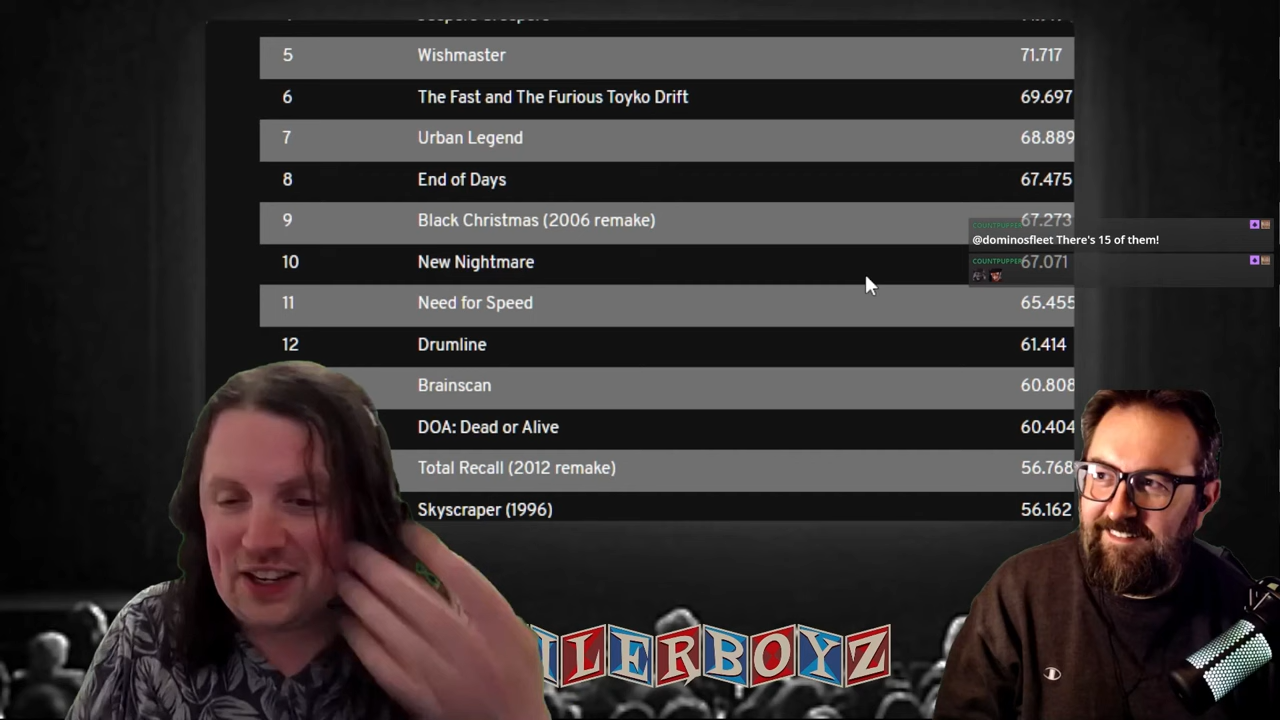 5 Wishmaster 71.717
6 The Fast and The Furious Toyko Drift 69.697
7 Urban Legend 68.889
8 End of Days 67.475
9 Black Christmas (2006 remake) 67.273
@dominosfleet There's 15 of them!
10 New Nightmare 67.071
11 Need for Speed 65.455
12 Drumline 61.414
Brainscan 60.808
DOA: Dead or Alive 60.404
Total Recall (2012 remake) 56.768
Skyscraper (1996) 56.162
ILERBOYZ